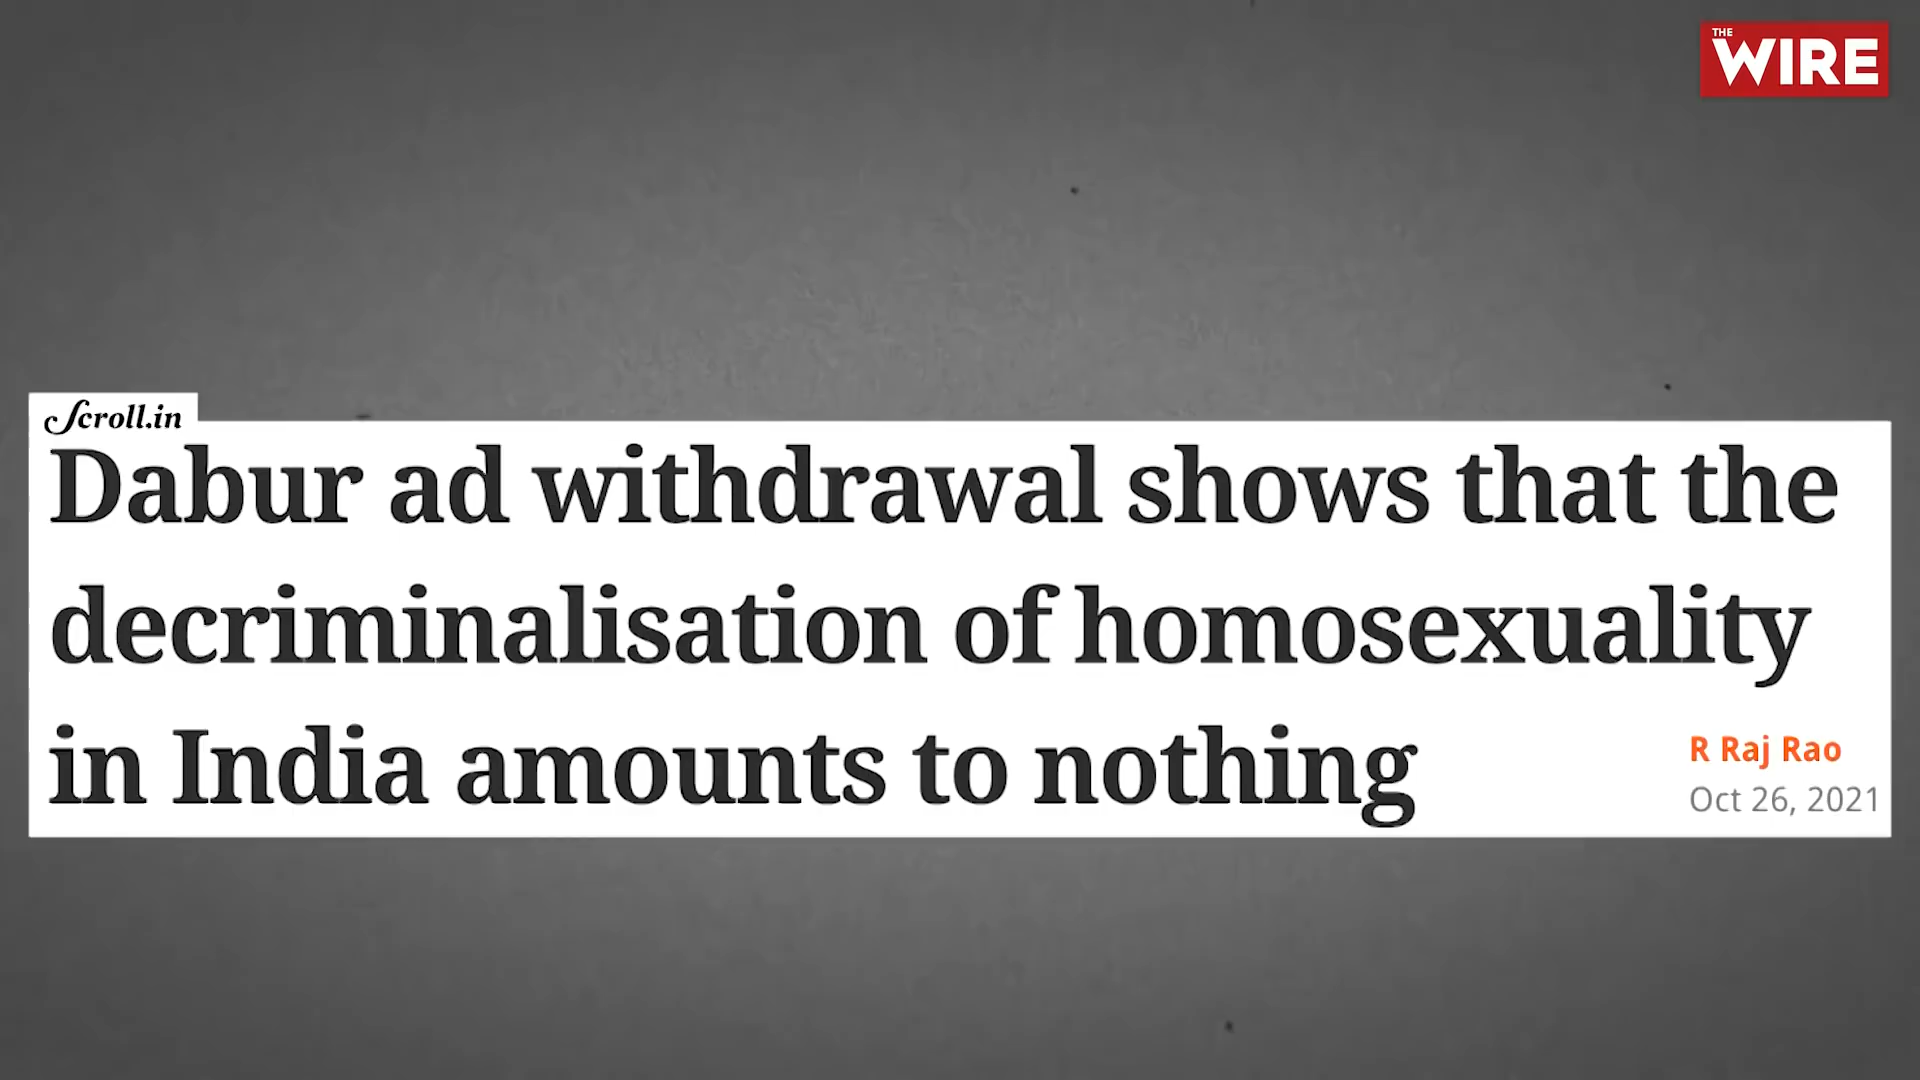 THE
WIRE
Scroll.in
Dabur ad withdrawal shows that the
decriminalisation of homosexuality
in India amounts to nothing
R Raj Rao
Oct 26, 2021